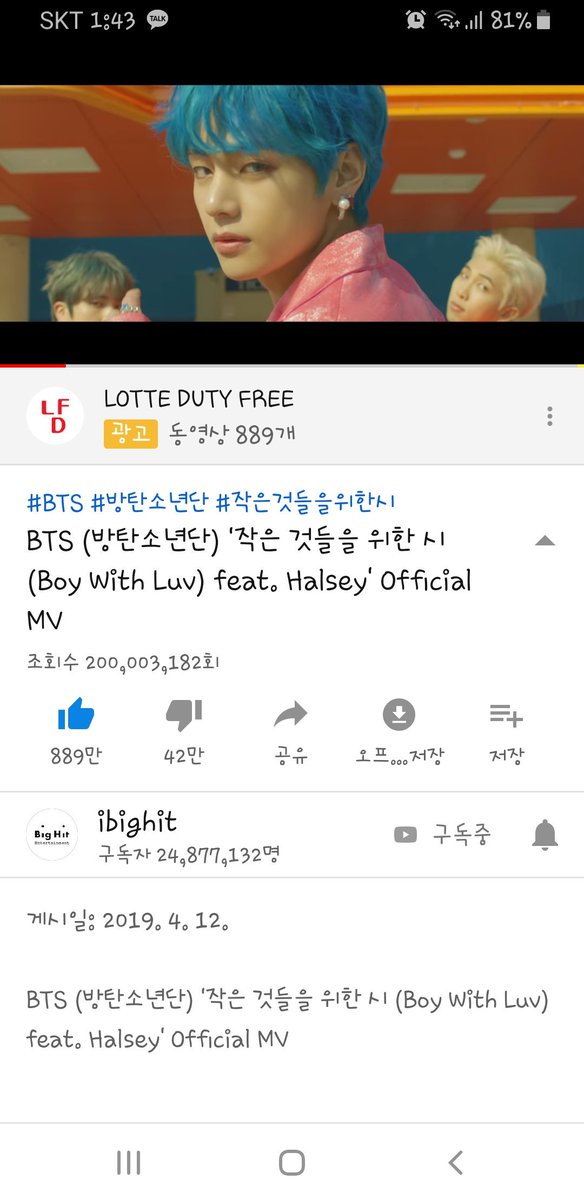 SKT 1:43 TALK 81%
LOTTE DUTY FREE
LF
D
광고 동영상 889개
#BTS #방탄소년단 #작은것들을위한시
BTS (방탄소년단) '작은 것들을 위한 시
(Boy With Luv) feat. Halsey' Official
MV
조회수 200,003,182회
889만 42만 공유 오프...저장 저장
ibighit
Big Hit
Entertainment
구독자 24,877,132명
구독중
게시일: 2019. 4. 12.
BTS (방탄소년단) '작은 것들을 위한 시 (Boy With Luv)
feat. Halsey' Official MV